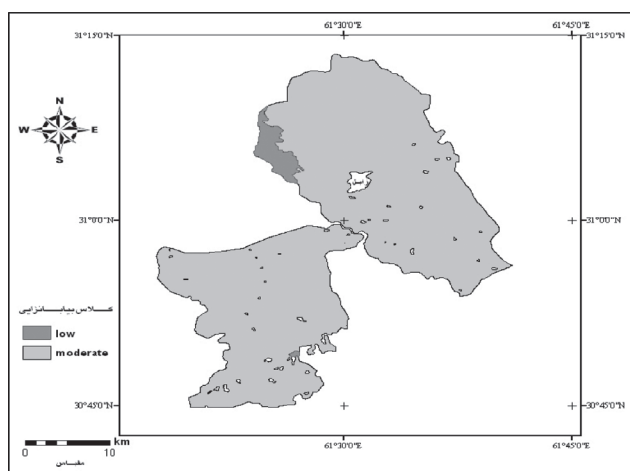 61°30'0"E 61°45'0"E
31°15'0"N 31°15'0"N
N
W E
S
زابل
31°0'0"N 31°0'0"N
کلاس بیابانزایی
low
moderate
30°45'0"N 30°45'0"N
km
0 10
مقیاس
61°30'0"E 61°45'0"E